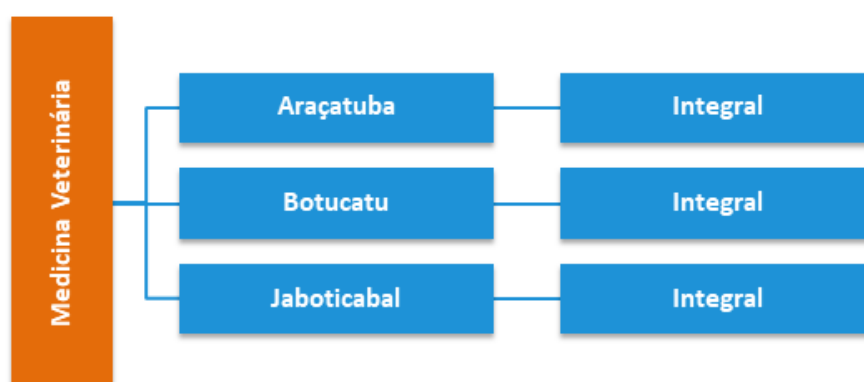 Medicina Veterinária
Araçatuba
Integral
Botucatu
Integral
Jaboticabal
Integral